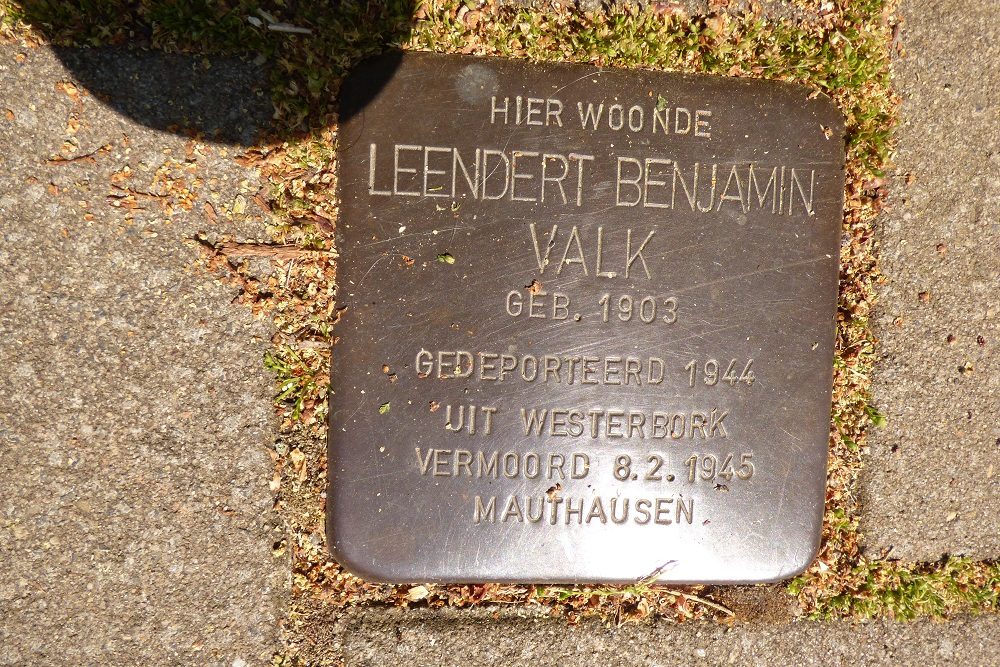 HIER WOONDE
LEENDERT BENJAMIN
VALK
GEB. 1903
GEDEPORTEERD 1944
UIT WESTERBORK
VERMOORD 8.2.1945
MAUTHAUSEN